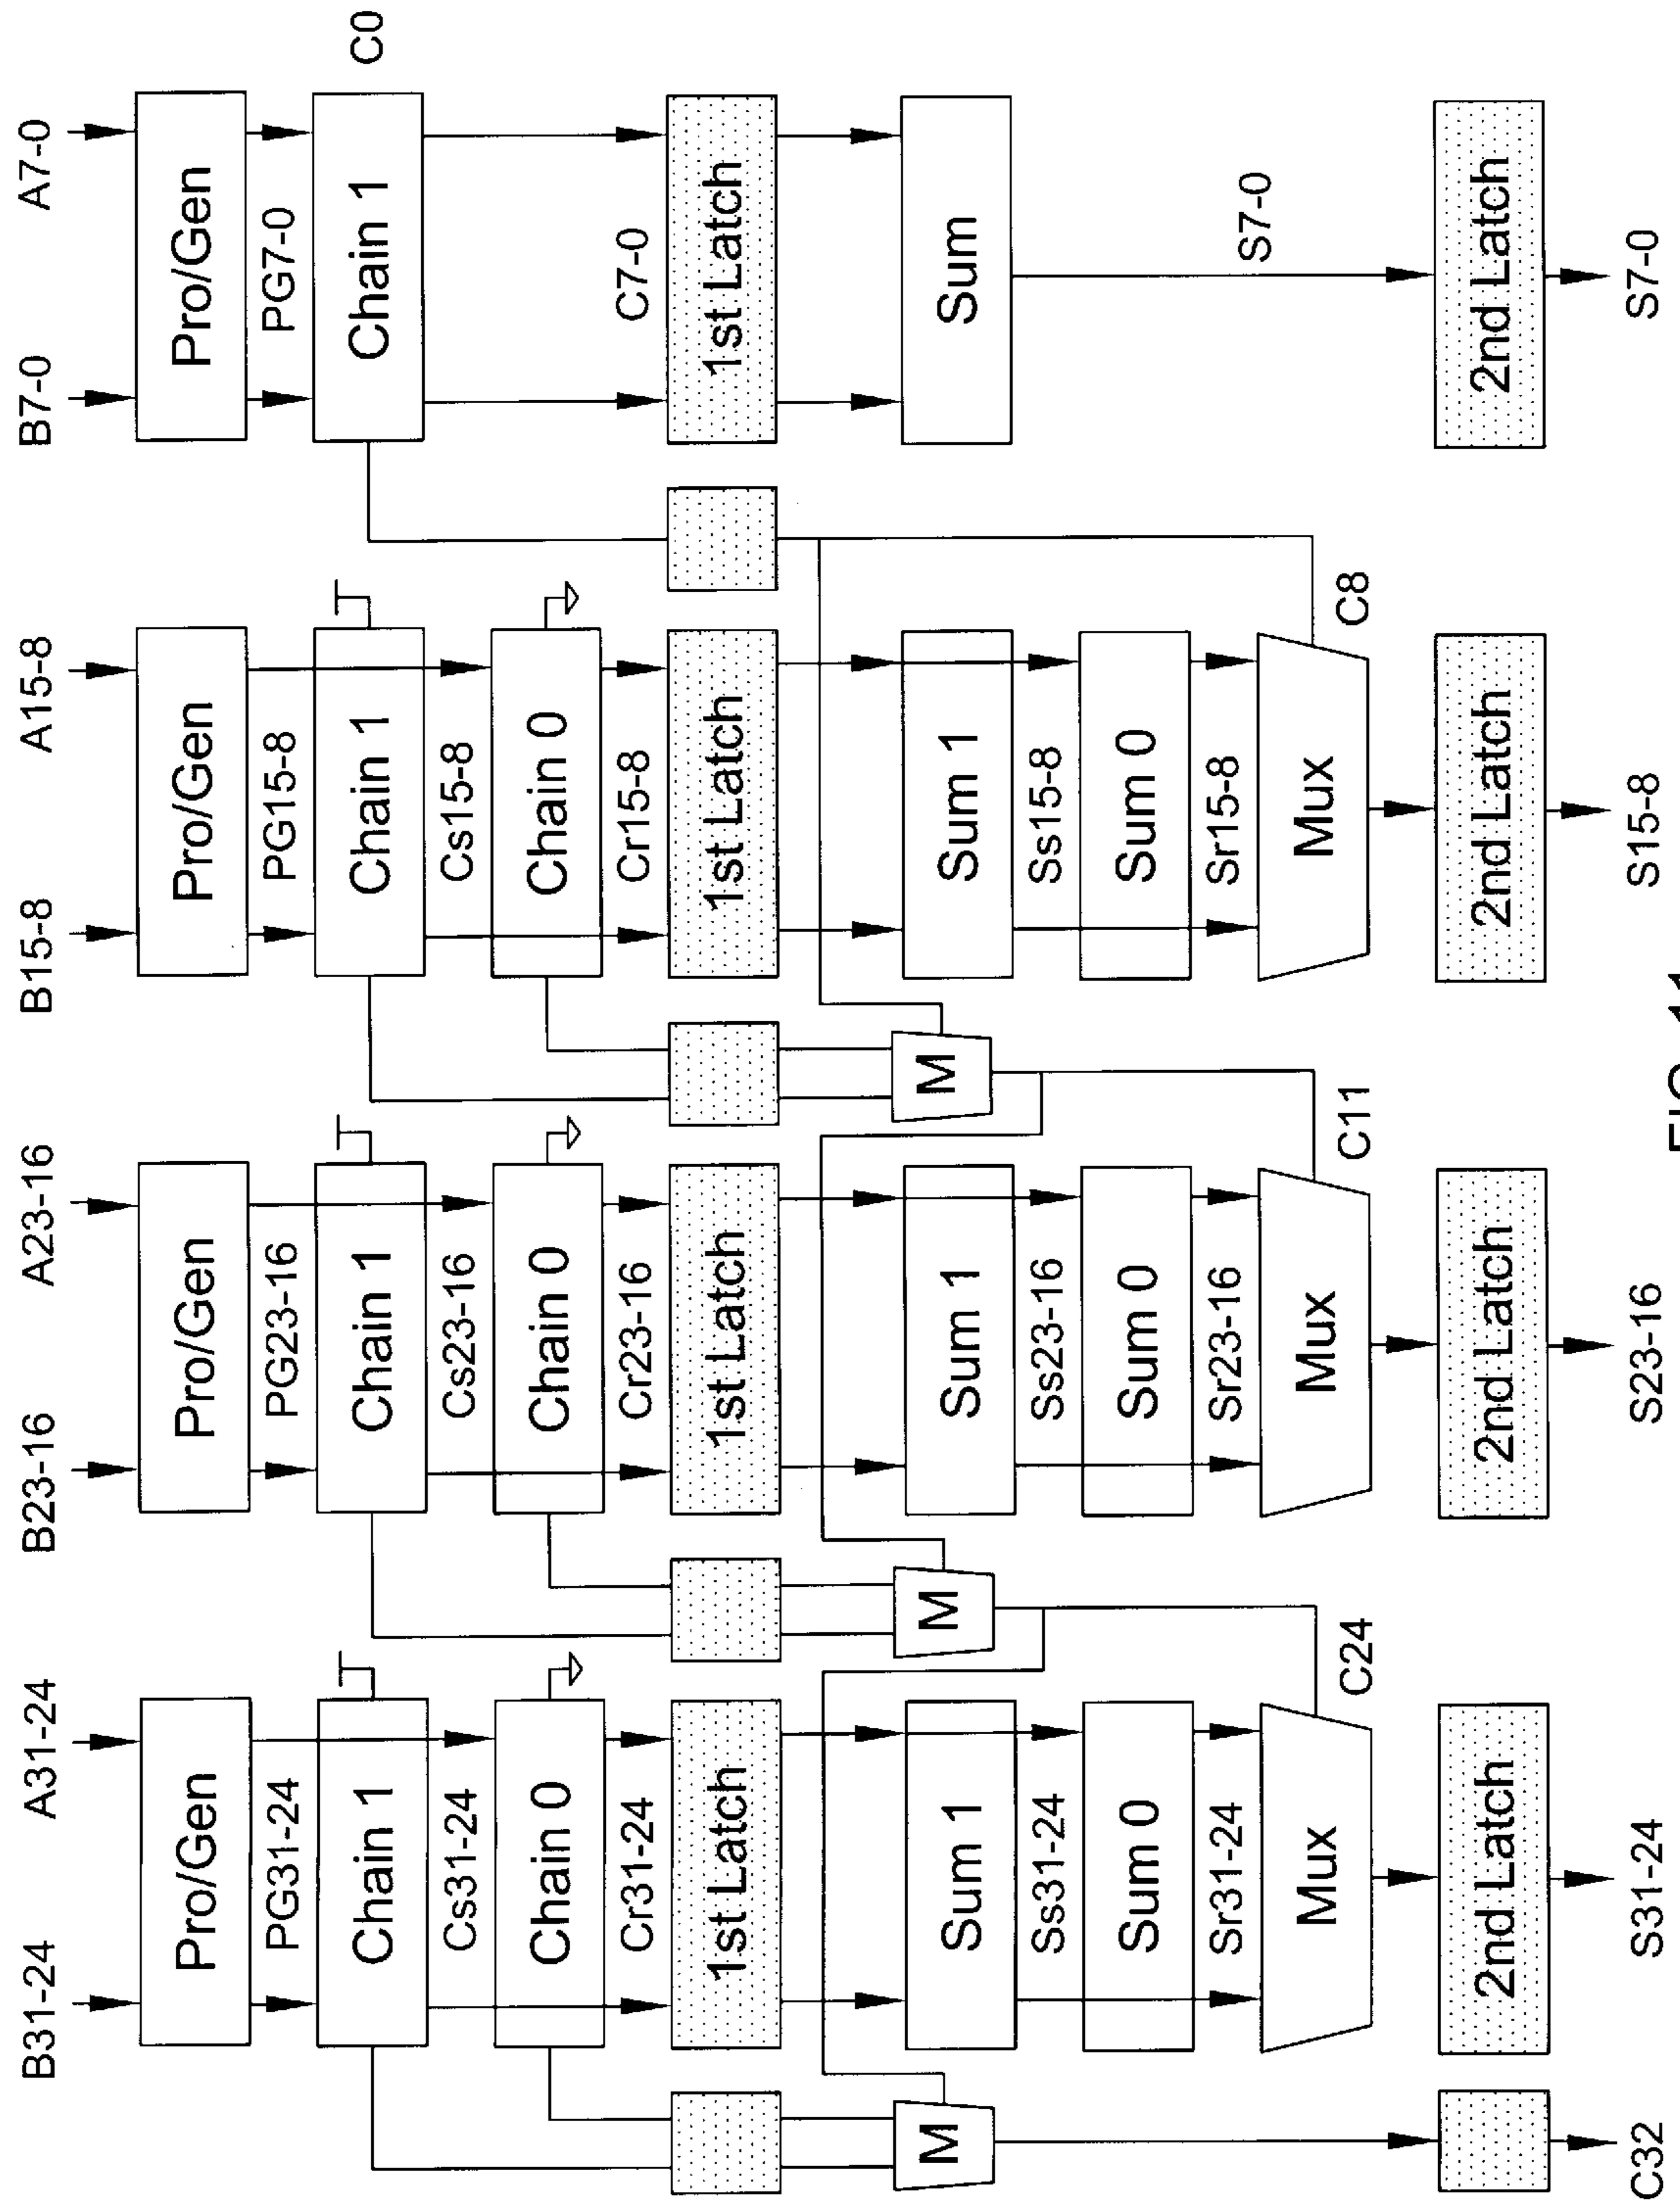 B31-24 A31-24 B23-16 A23-16 B15-8 A15-8 B7-0 A7-0
Pro/Gen Pro/Gen Pro/Gen Pro/Gen
PG31-24 PG23-16 PG15-8 PG7-0
Chain 1 Chain 1 Chain 1 Chain 1 C0
Cs31-24 Cs23-16 Cs15-8
Chain 0 Chain 0 Chain 0
Cr31-24 Cr23-16 Cr15-8 C7-0
1st Latch 1st Latch 1st Latch 1st Latch
M Sum 1 M Sum 1 M Sum 1 Sum
Ss31-24 Ss23-16 Ss15-8
Sum 0 Sum 0 Sum 0
Sr31-24 Sr23-16 Sr15-8 S7-0
Mux Mux Mux
C24 C11 C8
2nd Latch 2nd Latch 2nd Latch 2nd Latch
C32 S31-24 S23-16 S15-8 S7-0
FIG. 11